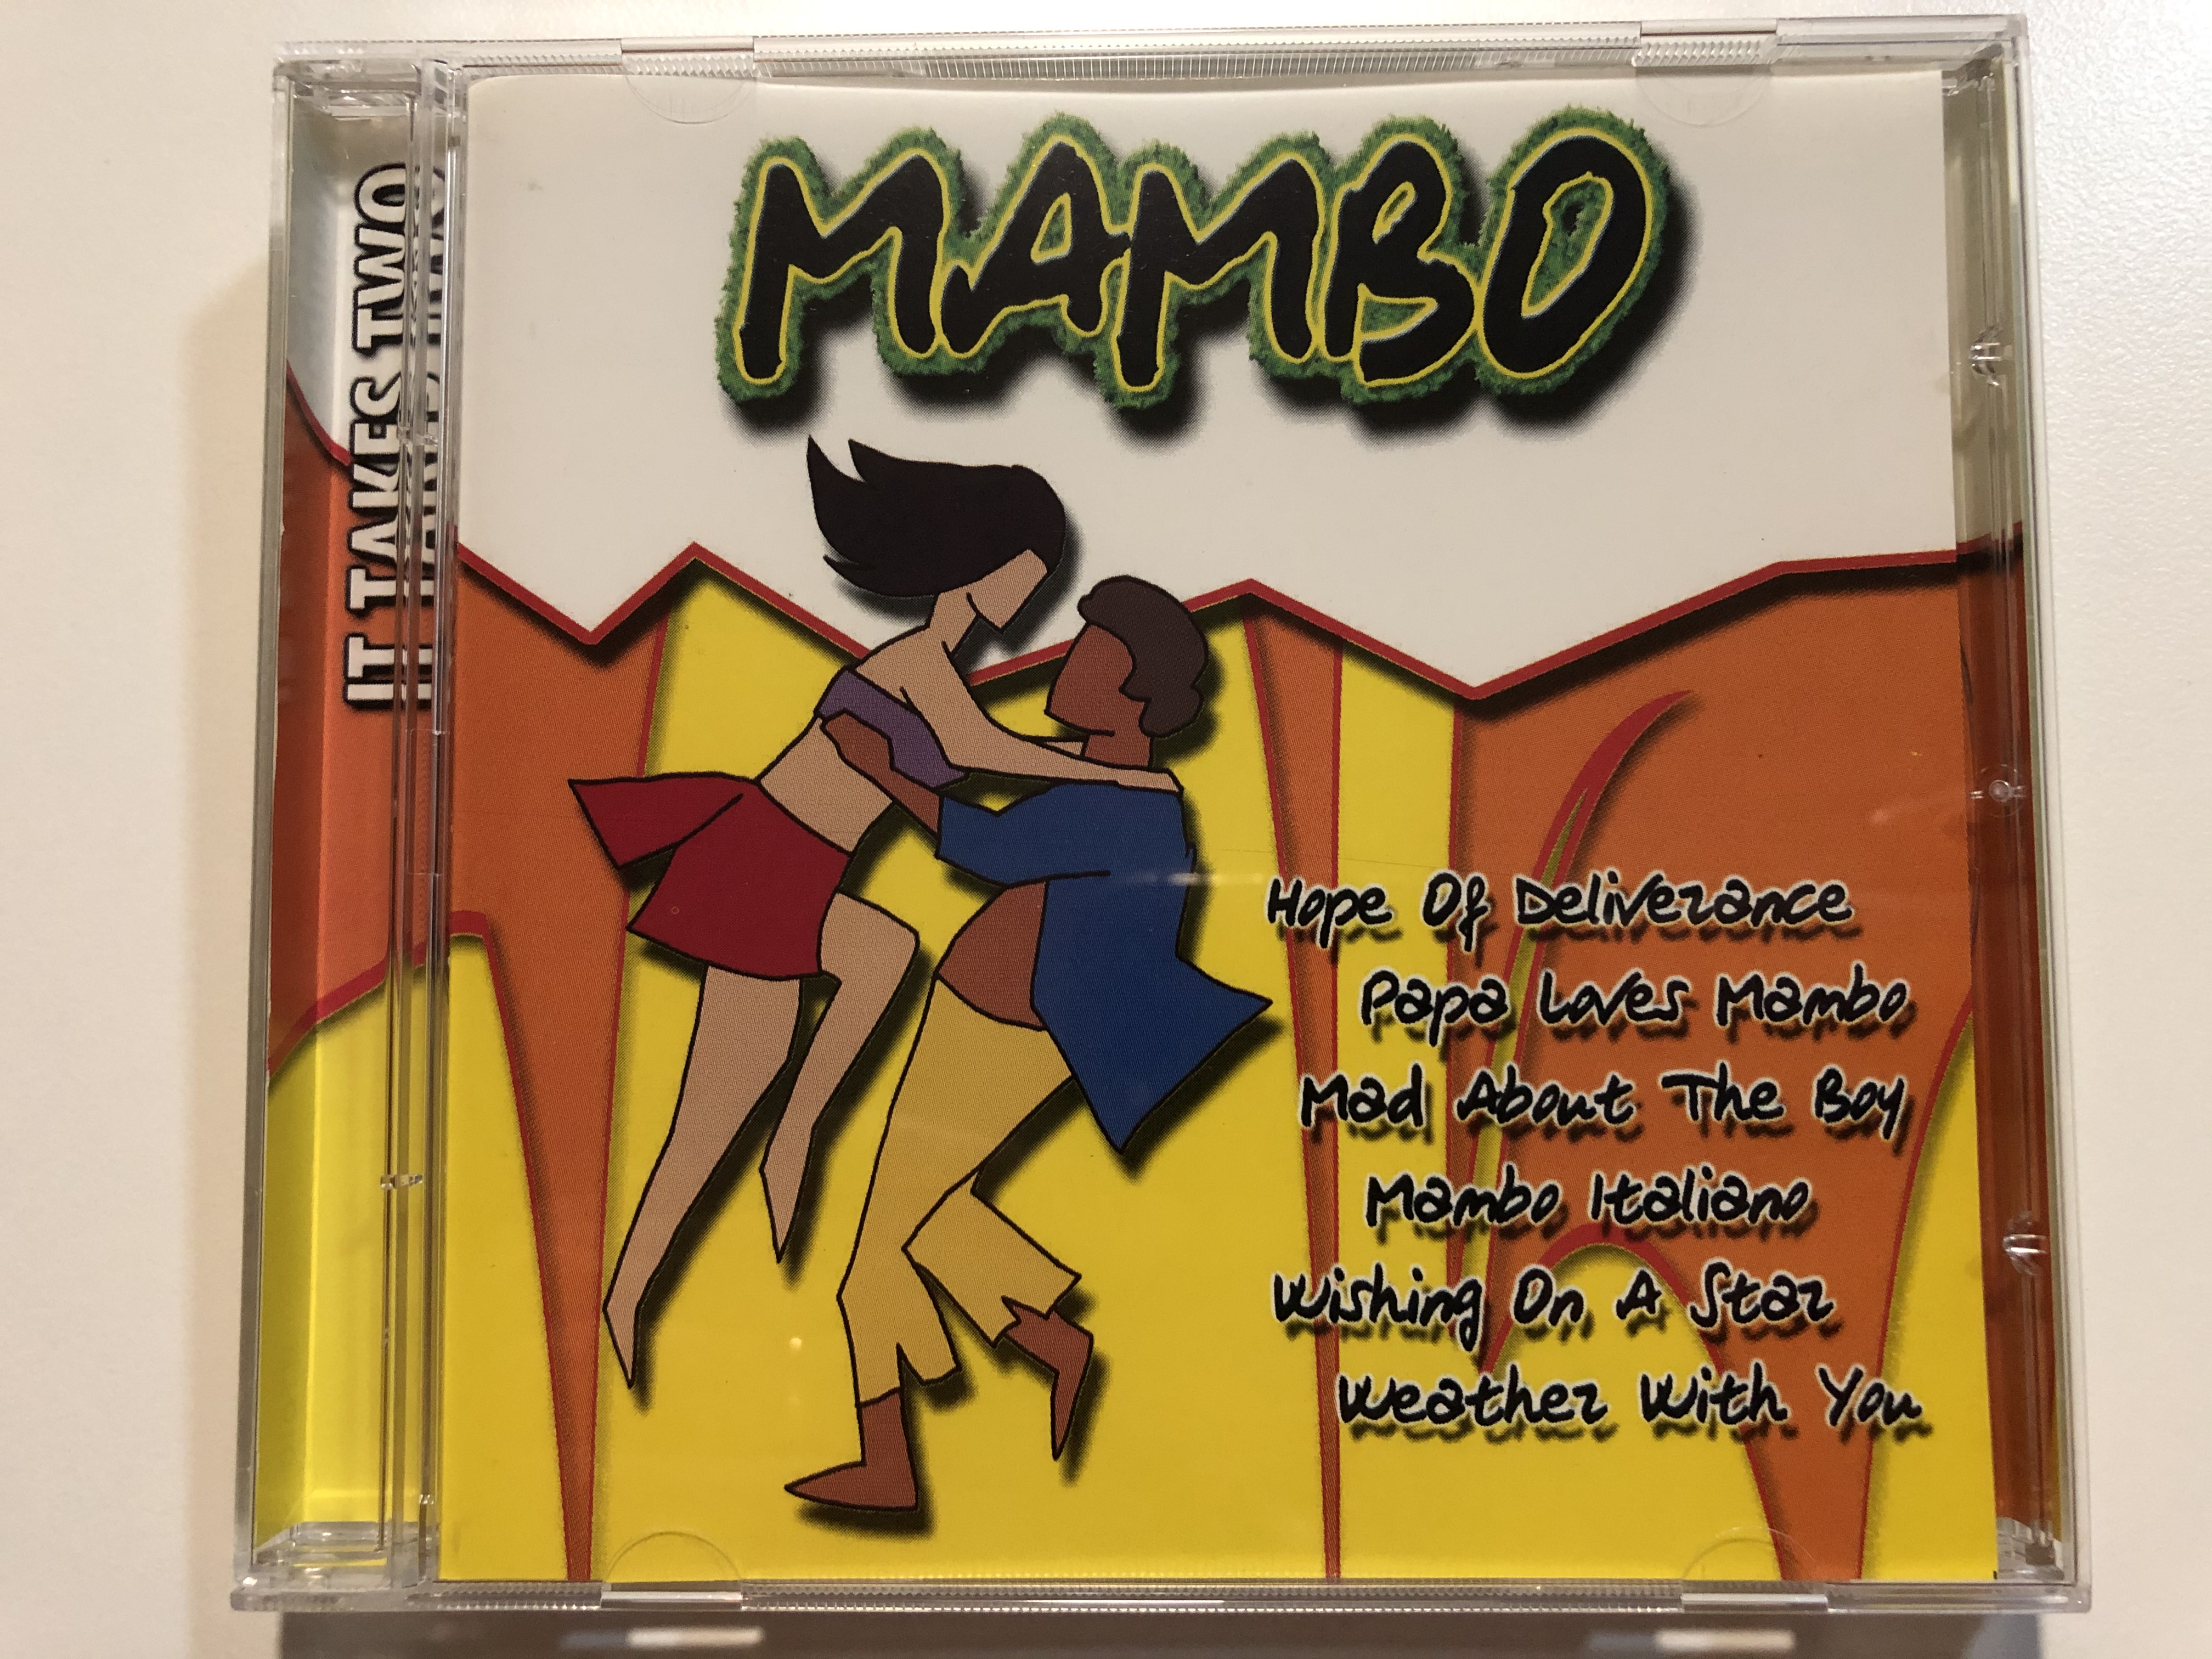 MAMBO
IT TAKES TWO
Hope Of Deliverance
Papa Loves Mambo
Mad About The Boy
Mambo Italiano
Wishing On A Star
Weather With You